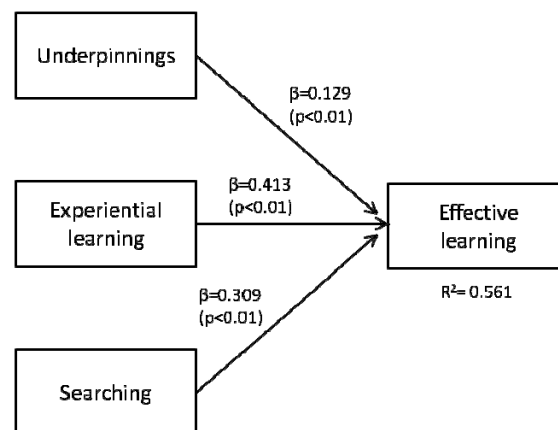 Underpinnings
β=0.129
(p<0.01)
β=0.413
(p<0.01)
Experiential
learning
Effective
learning
R²= 0.561
β=0.309
(p<0.01)
Searching